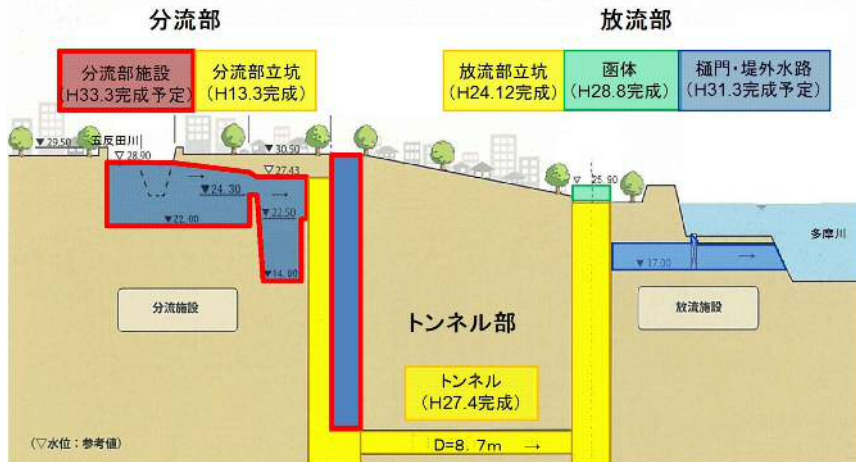 分流部
放流部
分流部施設
(H33.3完成予定)
分流部立坑
(H13.3完成)
放流部立坑
(H24.12完成)
函体
(H28.8完成)
樋門・堤外水路
(H31.3完成予定)
▼29.50
五反田川
▽28.90
▼30.50
▽27.43
▼24.30
▼22.50
▼22.00
▼14.00
▽ 25.90
多摩川
▼17.00
分流施設
放流施設
トンネル部
トンネル
(H27.4完成)
(▽水位:参考値)
D=8.7m →